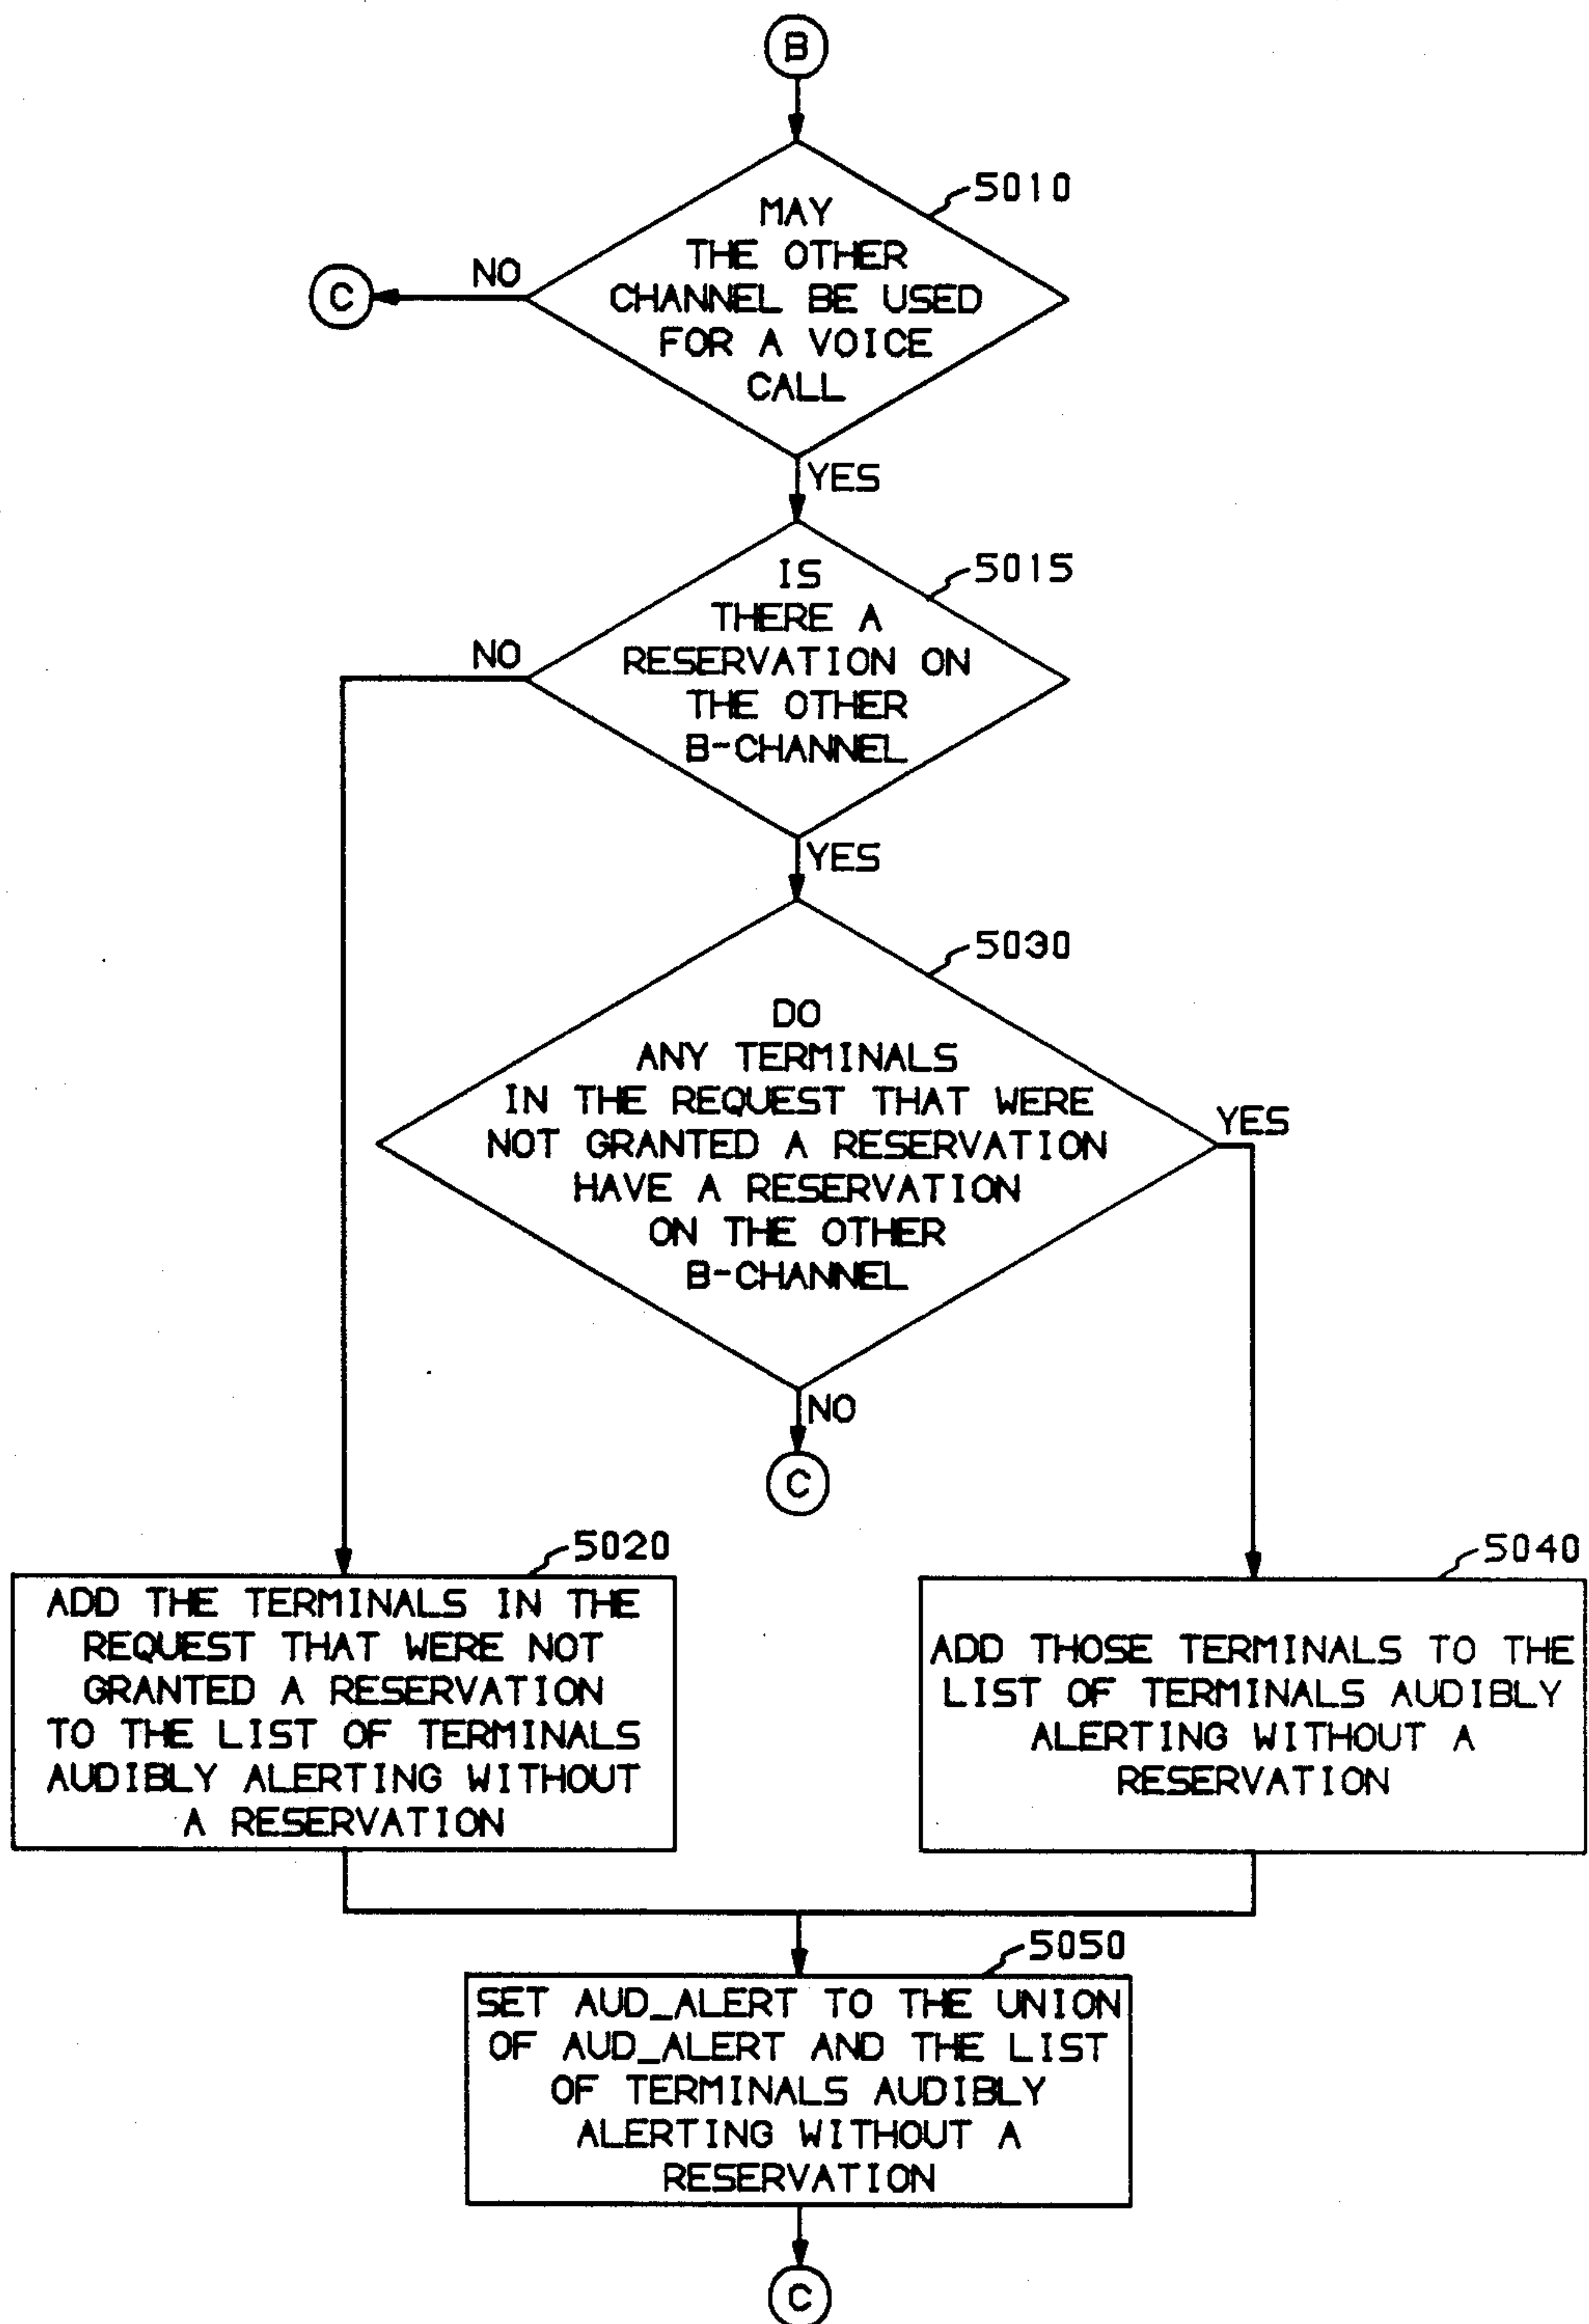 B
5010
MAY
THE OTHER
CHANNEL BE USED
FOR A VOICE
CALL
NO
C
YES
5015
IS
THERE A
RESERVATION ON
THE OTHER
B-CHANNEL
NO
YES
5030
DO
ANY TERMINALS
IN THE REQUEST THAT WERE
NOT GRANTED A RESERVATION
HAVE A RESERVATION
ON THE OTHER
B-CHANNEL
YES
NO
C
5020
ADD THE TERMINALS IN THE
REQUEST THAT WERE NOT
GRANTED A RESERVATION
TO THE LIST OF TERMINALS
AUDIBLY ALERTING WITHOUT
A RESERVATION
5040
ADD THOSE TERMINALS TO THE
LIST OF TERMINALS AUDIBLY
ALERTING WITHOUT A
RESERVATION
5050
SET AUD_ALERT TO THE UNION
OF AUD_ALERT AND THE LIST
OF TERMINALS AUDIBLY
ALERTING WITHOUT A
RESERVATION
C